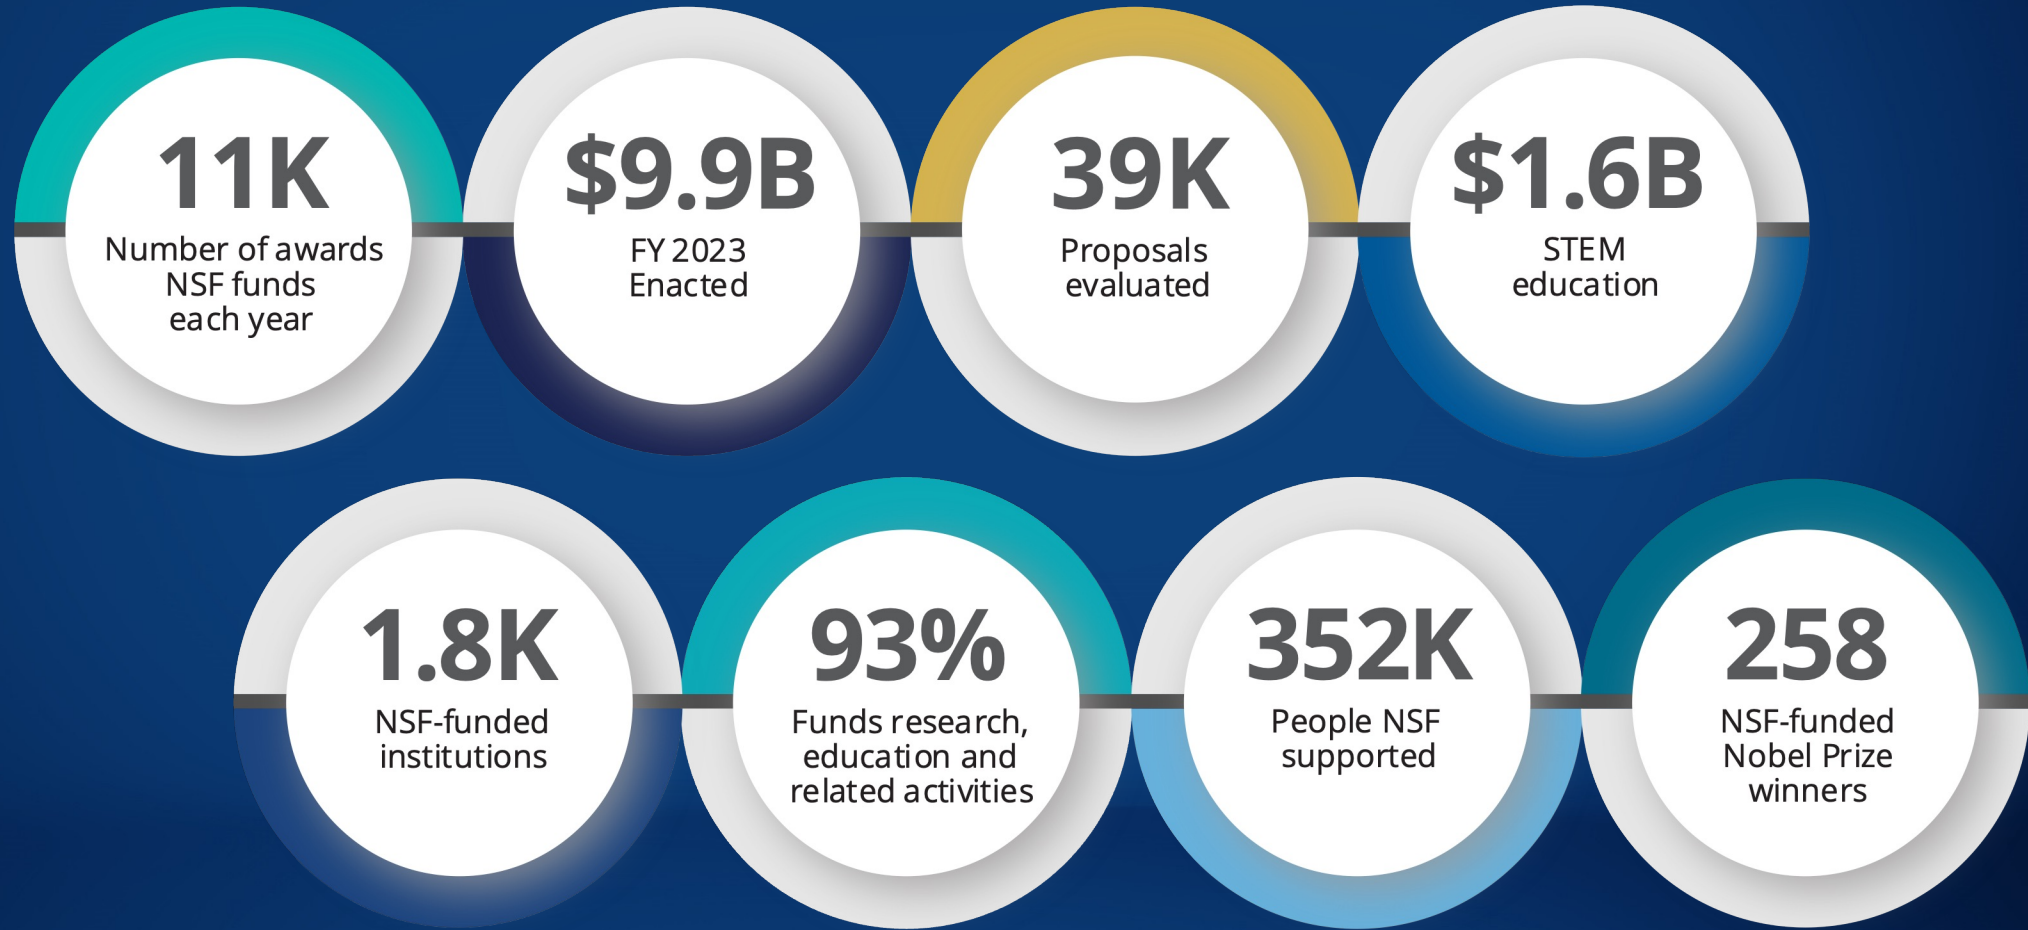 11K
Number of awards
NSF funds
each year
$9.9B
FY 2023
Enacted
39K
Proposals
evaluated
$1.6B
STEM
education
1.8K
NSF-funded
institutions
93%
Funds research,
education and
related activities
352K
People NSF
supported
258
NSF-funded
Nobel Prize
winners